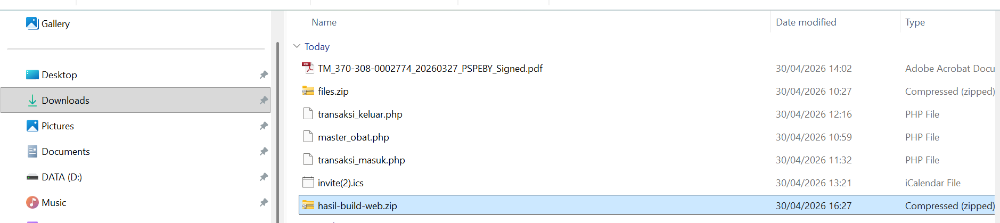 Gallery
Desktop
Downloads
Pictures
Documents
DATA (D:)
Music
Name Date modified Type
Today
TM_370-308-0002774_20260327_PSPEBY_Signed.pdf 30/04/2026 14:02 Adobe Acrobat Docu
files.zip 30/04/2026 10:27 Compressed (zipped)
transaksi_keluar.php 30/04/2026 12:16 PHP File
master_obat.php 30/04/2026 10:59 PHP File
transaksi_masuk.php 30/04/2026 11:32 PHP File
invite(2).ics 30/04/2026 13:21 iCalendar File
hasil-build-web.zip 30/04/2026 16:27 Compressed (zipped)